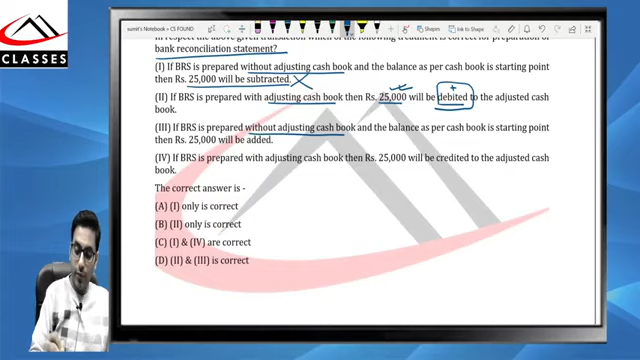 sumit's Notebook > CS FOUND
Shapes
Ink to Shape
In respect the above given transaction which of the following treatment is correct for preparation of
bank reconciliation statement?
(I) If BRS is prepared without adjusting cash book and the balance as per cash book is starting point
then Rs. 25,000 will be subtracted.
(II) If BRS is prepared with adjusting cash book then Rs. 25,000 will be debited to the adjusted cash
book.
(III) If BRS is prepared without adjusting cash book and the balance as per cash book is starting point
then Rs. 25,000 will be added.
(IV) If BRS is prepared with adjusting cash book then Rs. 25,000 will be credited to the adjusted cash
book.
The correct answer is -
(A) (I) only is correct
(B) (II) only is correct
(C) (I) & (IV) are correct
(D) (II) & (III) is correct
CLASSES
+